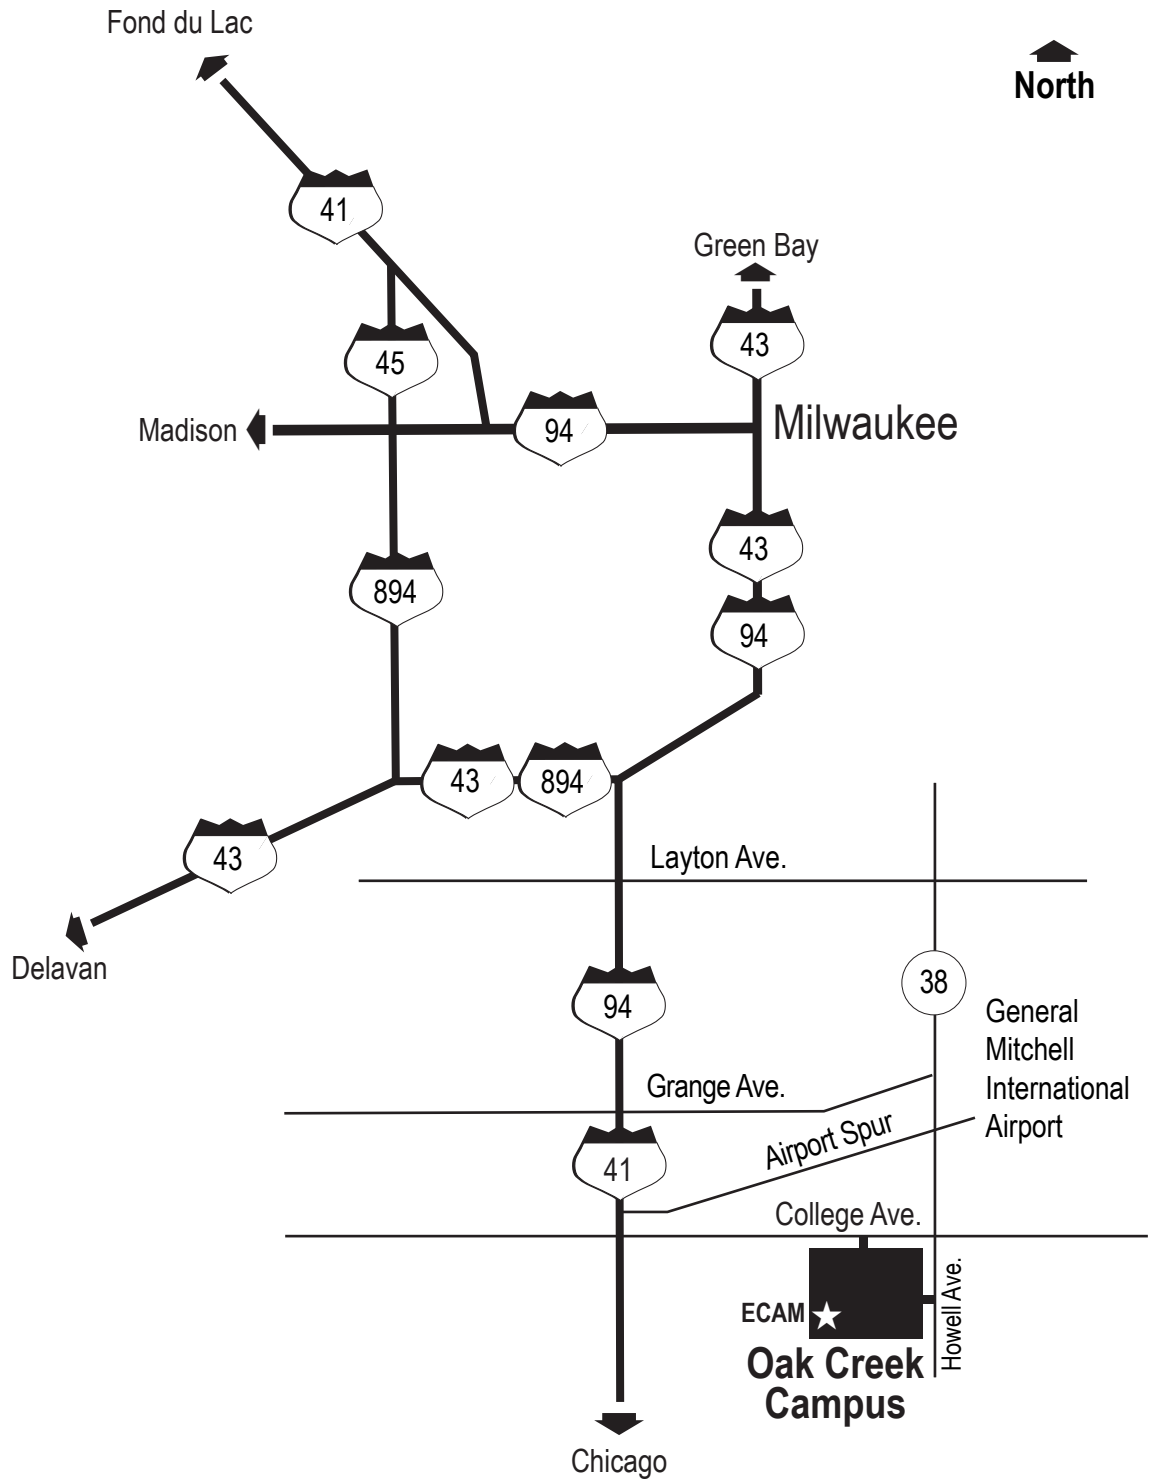 Fond du Lac
North
41
Green Bay
43
45
Madison
94
Milwaukee
43
894
94
43
894
43
Layton Ave.
Delavan
38
94
General
Mitchell
International
Airport
Grange Ave.
Airport Spur
41
College Ave.
Howell Ave.
ECAM
Oak Creek
Campus
Chicago